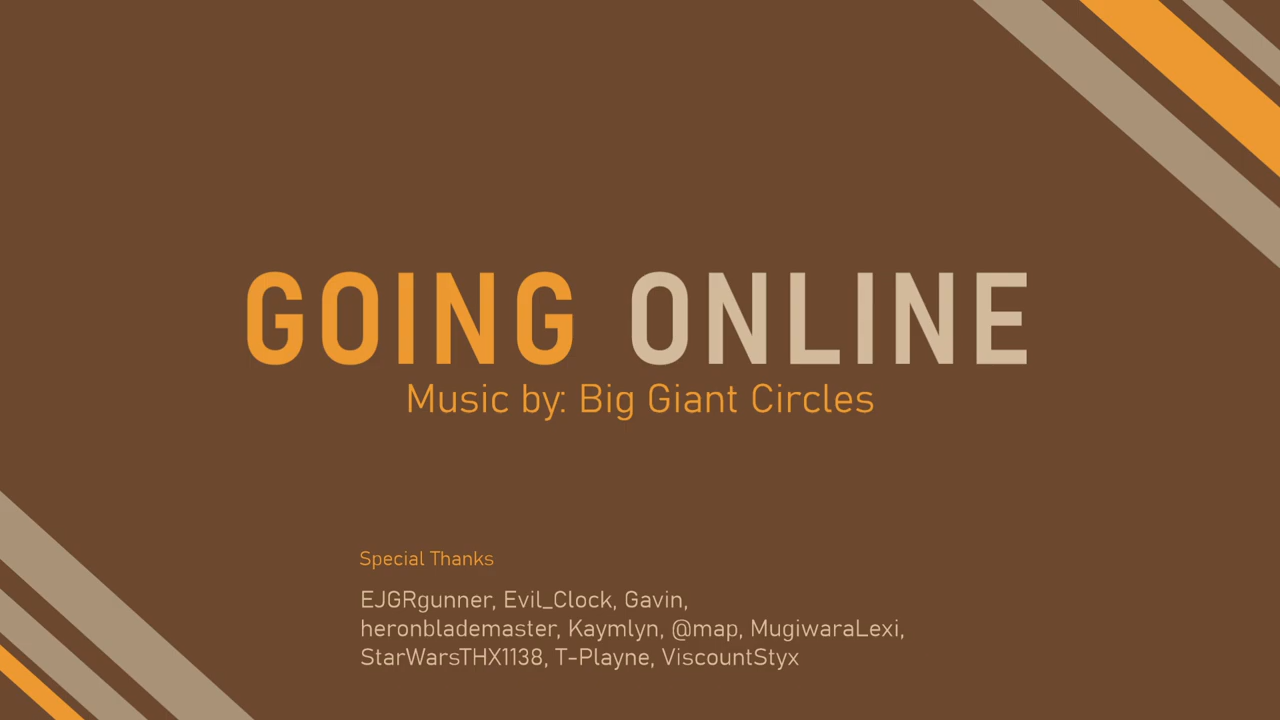 GOING ONLINE
Music by: Big Giant Circles
Special Thanks
EJGRgunner, Evil_Clock, Gavin,
heronblademaster, Kaymlyn, @map, MugiwaraLexi,
StarWarsTHX1138, T-Playne, ViscountStyx